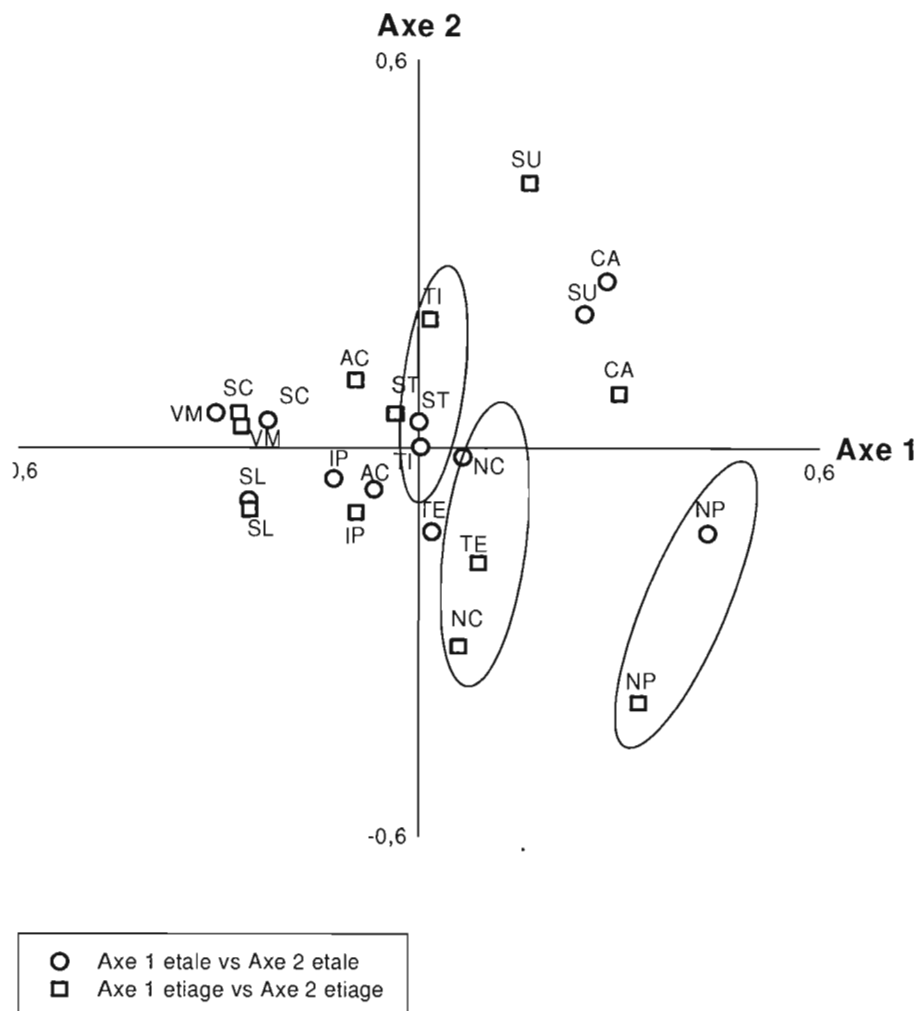 Axe 2
0,6
SU
CA
SU
TI
AC
CA
SC
SC
ST
ST
VM
VM
Axe 1
0,6
0,6
IP
AC
TI
NC
SL
SL
IP
TE
NP
TE
NC
NP
-0,6
Axe 1 etale vs Axe 2 etale
Axe 1 etiage vs Axe 2 etiage